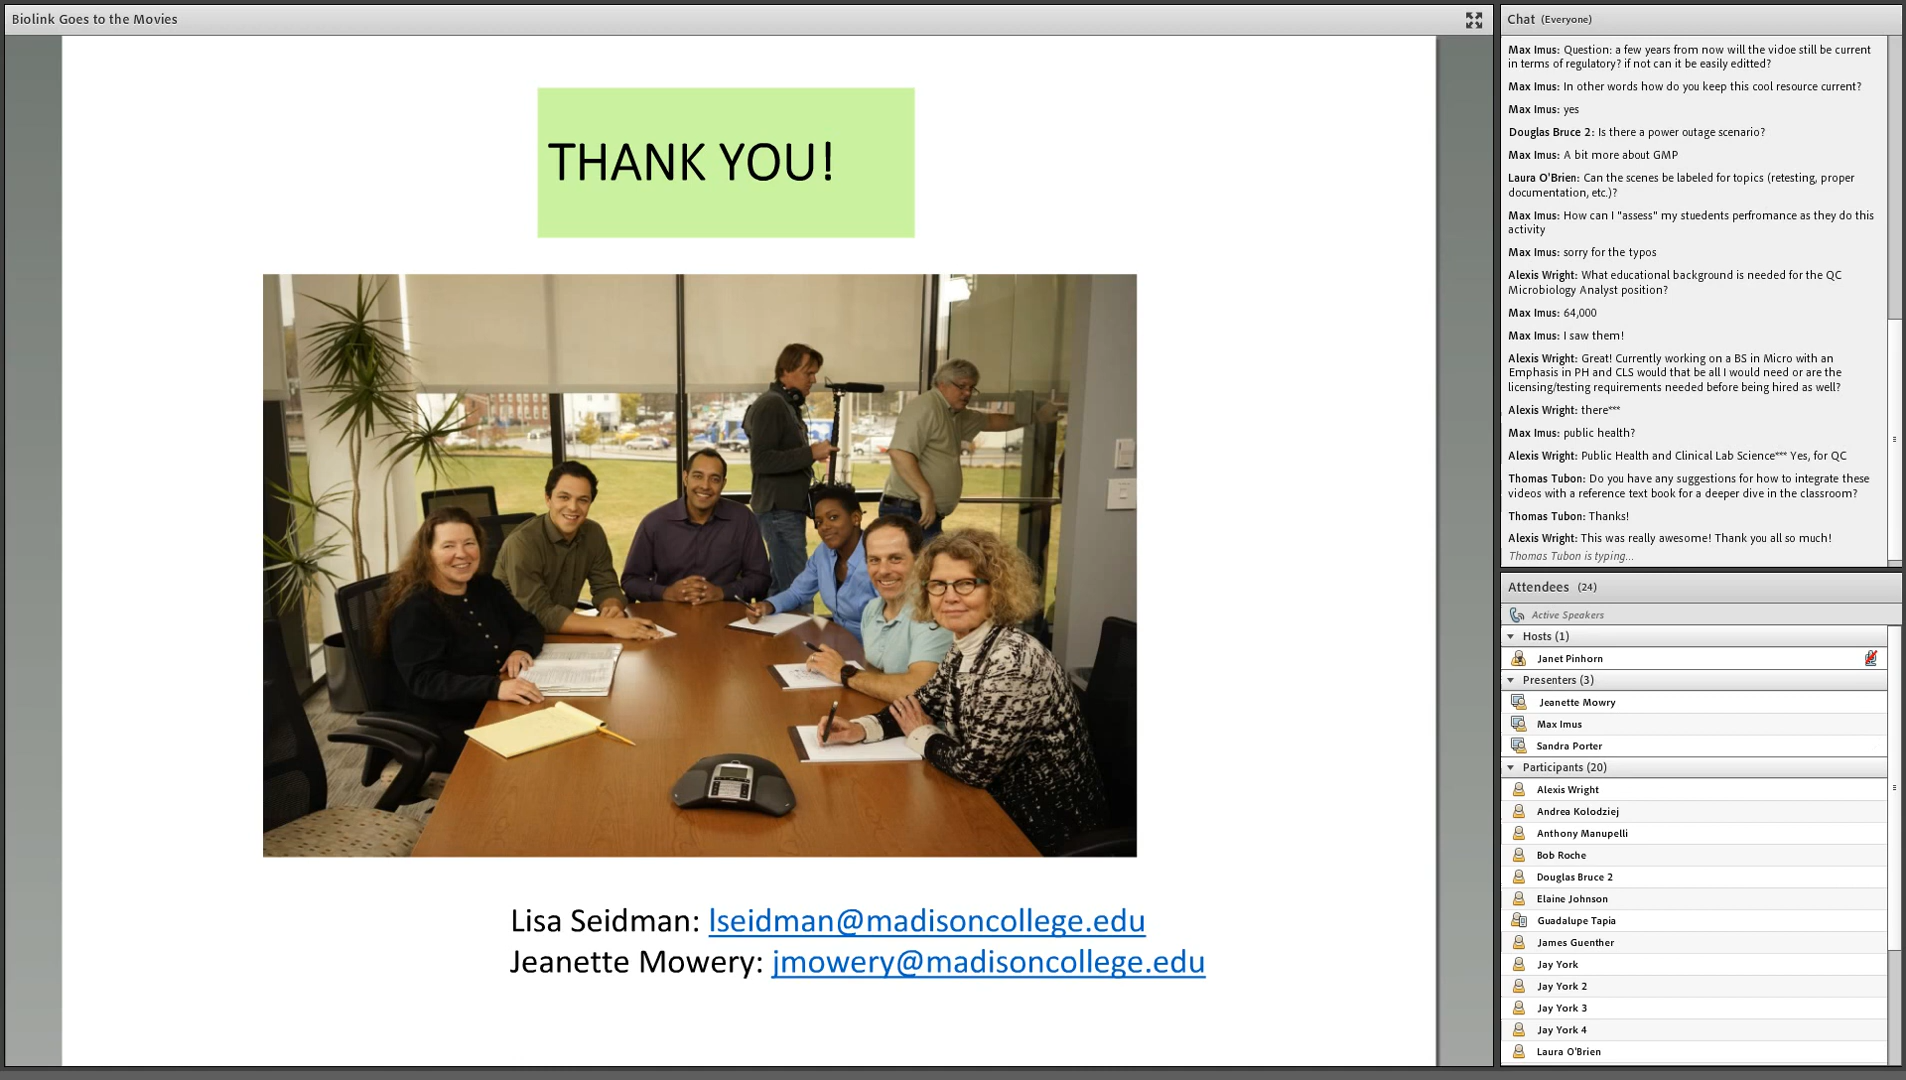 Biolink Goes to the Movies
THANK YOU!
Lisa Seidman: lseidman@madisoncollege.edu
Jeanette Mowery: jmowery@madisoncollege.edu
Chat (Everyone)
Max Imus: Question: a few years from now will the vidoe still be current
in terms of regulatory? if not can it be easily editted?
Max Imus: In other words how do you keep this cool resource current?
Max Imus: yes
Douglas Bruce 2: Is there a power outage scenario?
Max Imus: A bit more about GMP
Laura O'Brien: Can the scenes be labeled for topics (retesting, proper
documentation, etc.)?
Max Imus: How can I "assess" my stuedents perfromance as they do this
activity
Max Imus: sorry for the typos
Alexis Wright: What educational background is needed for the QC
Microbiology Analyst position?
Max Imus: 64,000
Max Imus: I saw them!
Alexis Wright: Great! Currently working on a BS in Micro with an
Emphasis in PH and CLS would that be all I would need or are the
licensing/testing requirements needed before being hired as well?
Alexis Wright: there***
Max Imus: public health?
Alexis Wright: Public Health and Clinical Lab Science*** Yes, for QC
Thomas Tubon: Do you have any suggestions for how to integrate these
videos with a reference text book for a deeper dive in the classroom?
Thomas Tubon: Thanks!
Alexis Wright: This was really awesome! Thank you all so much!
Thomas Tubon is typing...
Attendees (24)
Active Speakers
Hosts (1)
Janet Pinhorn
Presenters (3)
Jeanette Mowry
Max Imus
Sandra Porter
Participants (20)
Alexis Wright
Andrea Kolodziej
Anthony Manupelli
Bob Roche
Douglas Bruce 2
Elaine Johnson
Guadalupe Tapia
James Guenther
Jay York
Jay York 2
Jay York 3
Jay York 4
Laura O'Brien